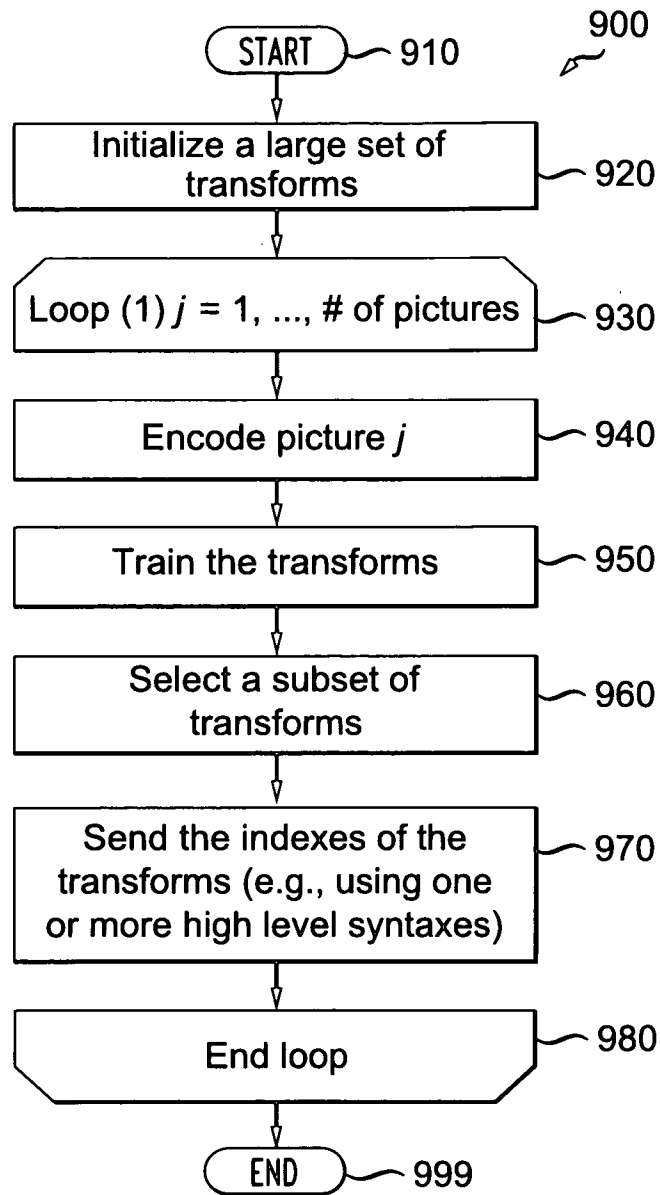 900
START 910
Initialize a large set of
transforms
920
Loop (1) j = 1, ..., # of pictures
930
Encode picture j
940
Train the transforms
950
Select a subset of
transforms
960
Send the indexes of the
transforms (e.g., using one
or more high level syntaxes)
970
End loop
980
END 999